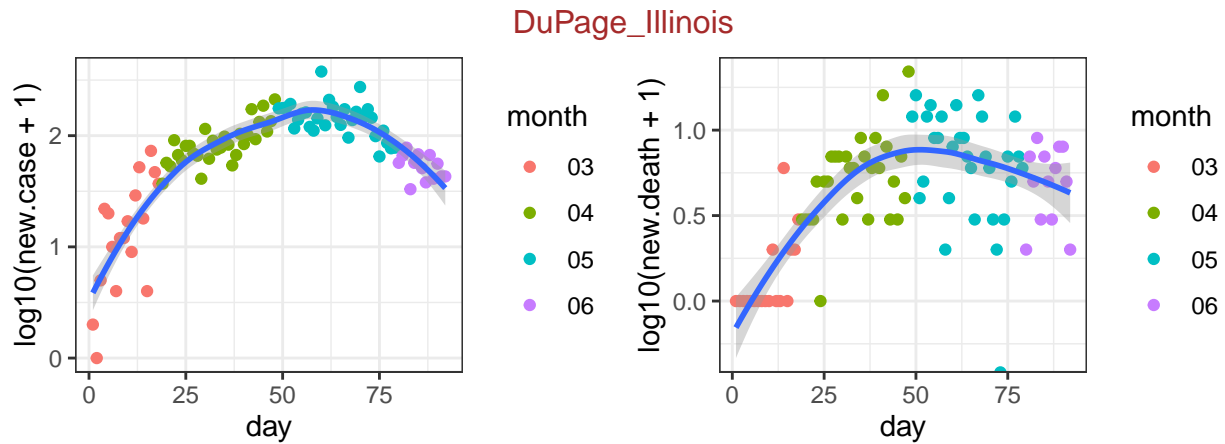 DuPage_Illinois
log10(new.case + 1)
2
1
0
0 25 50 75
day
month
03
04
05
06
log10(new.death + 1)
1.0
0.5
0.0
0 25 50 75
day
month
03
04
05
06